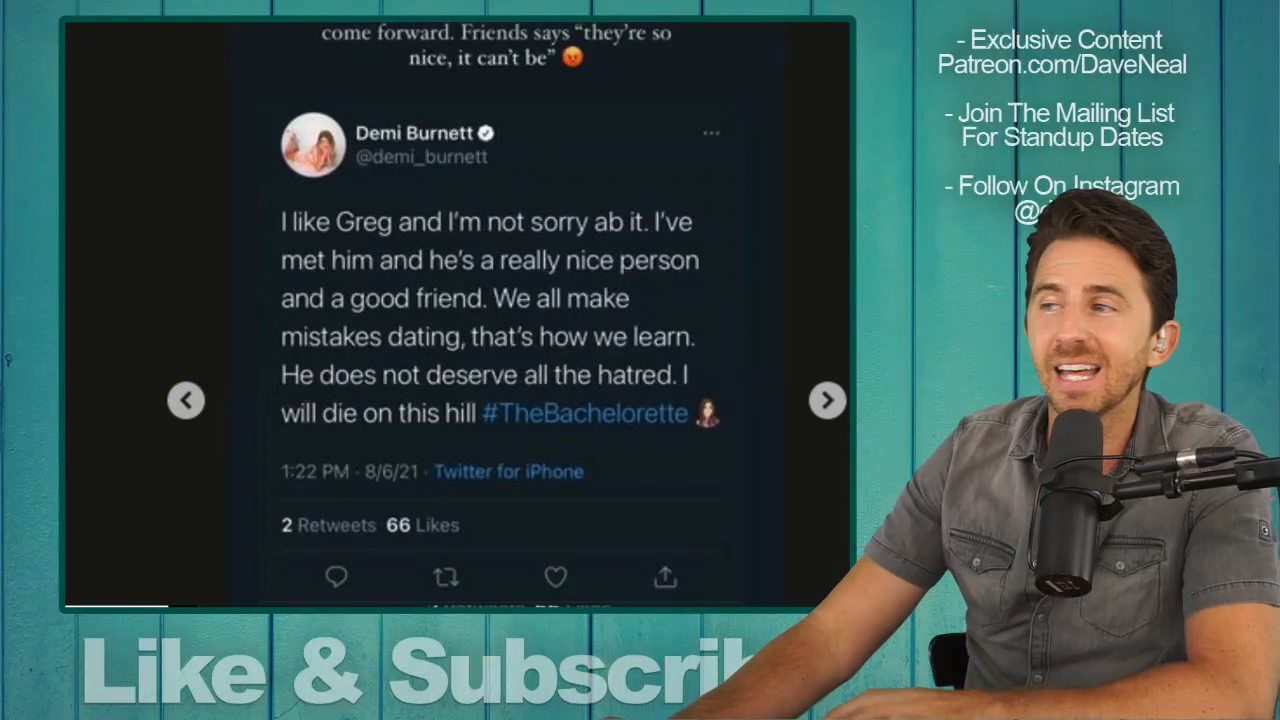 come forward. Friends says “they’re so
nice, it can’t be” 😡
Demi Burnett
@demi_burnett
I like Greg and I’m not sorry ab it. I’ve
met him and he’s a really nice person
and a good friend. We all make
mistakes dating, that’s how we learn.
He does not deserve all the hatred. I
will die on this hill #TheBachelorette
1:22 PM · 8/6/21 · Twitter for iPhone
2 Retweets 66 Likes
- Exclusive Content
Patreon.com/DaveNeal
- Join The Mailing List
For Standup Dates
- Follow On Instagram
Like & Subscrib